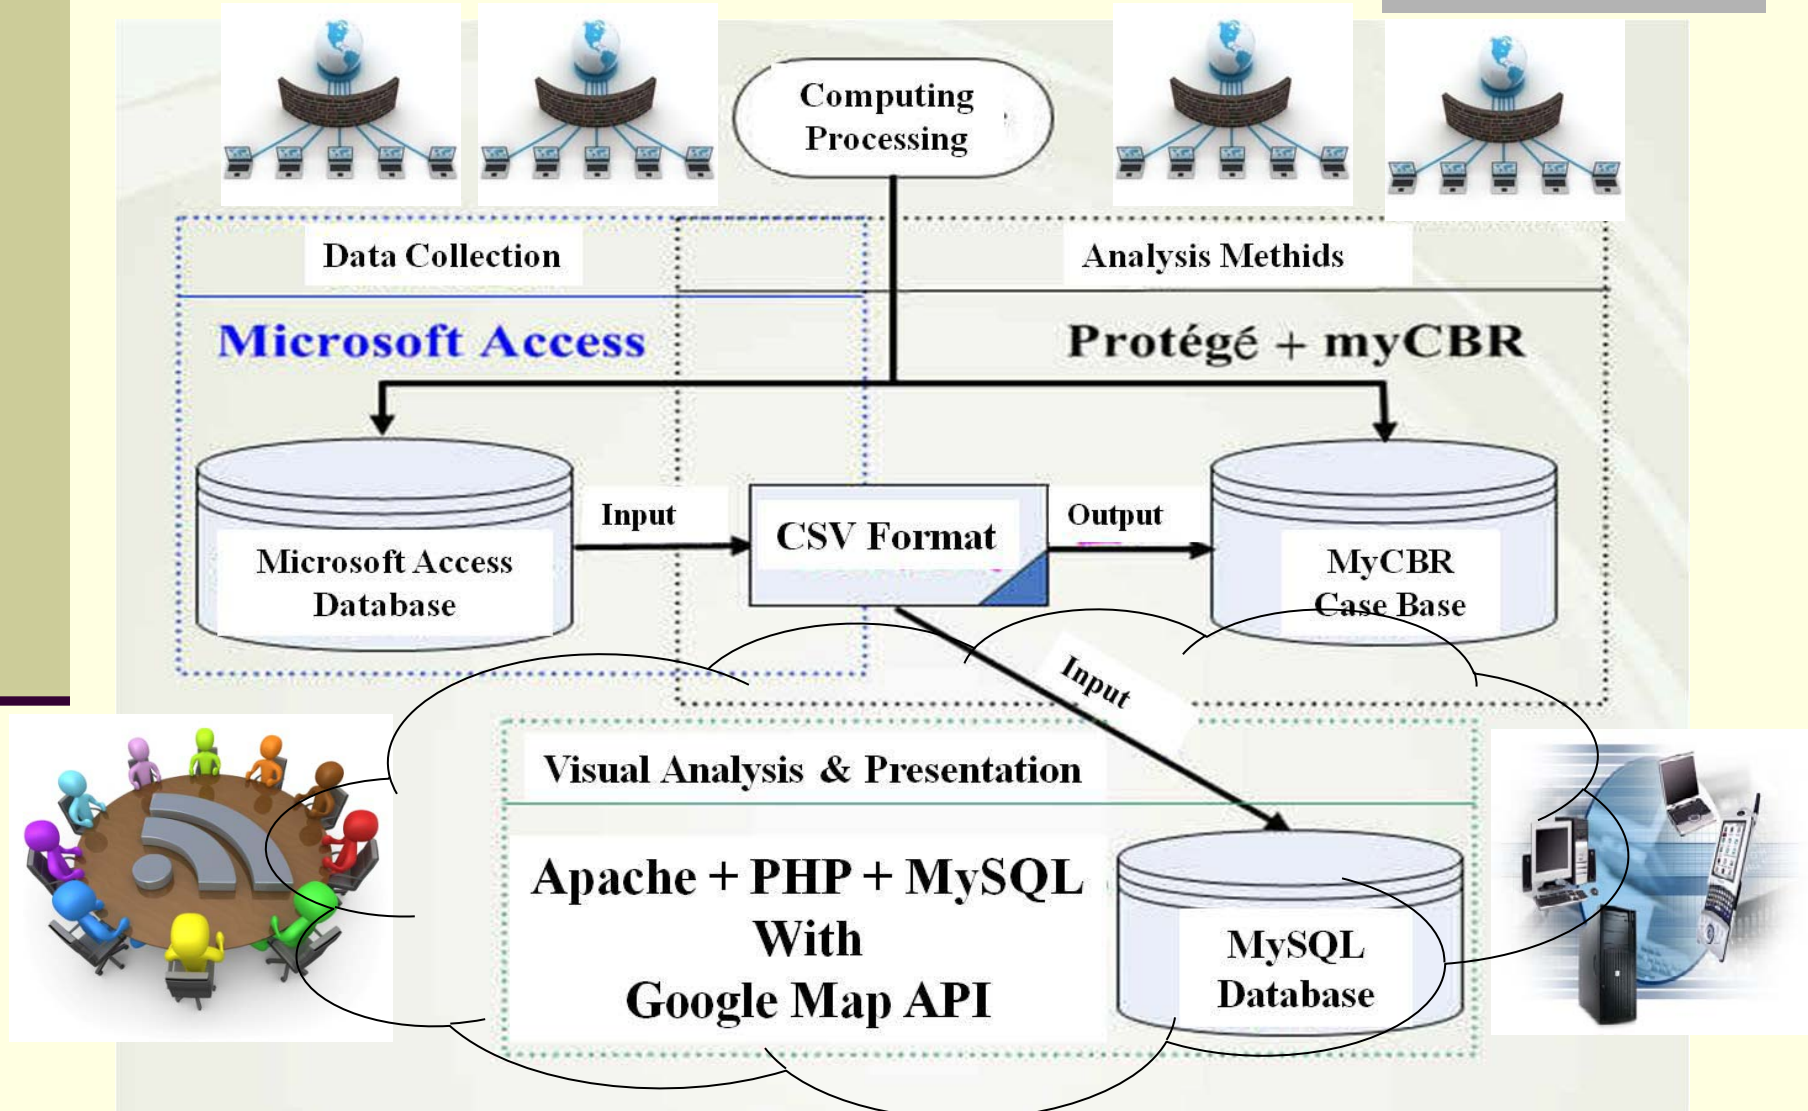 Computing
Processing
Data Collection
Analysis Methids
Microsoft Access
Protégé + myCBR
Input
CSV Format
Output
Microsoft Access
Database
MyCBR
Case Base
Input
Visual Analysis & Presentation
Apache + PHP + MySQL
With
Google Map API
MySQL
Database